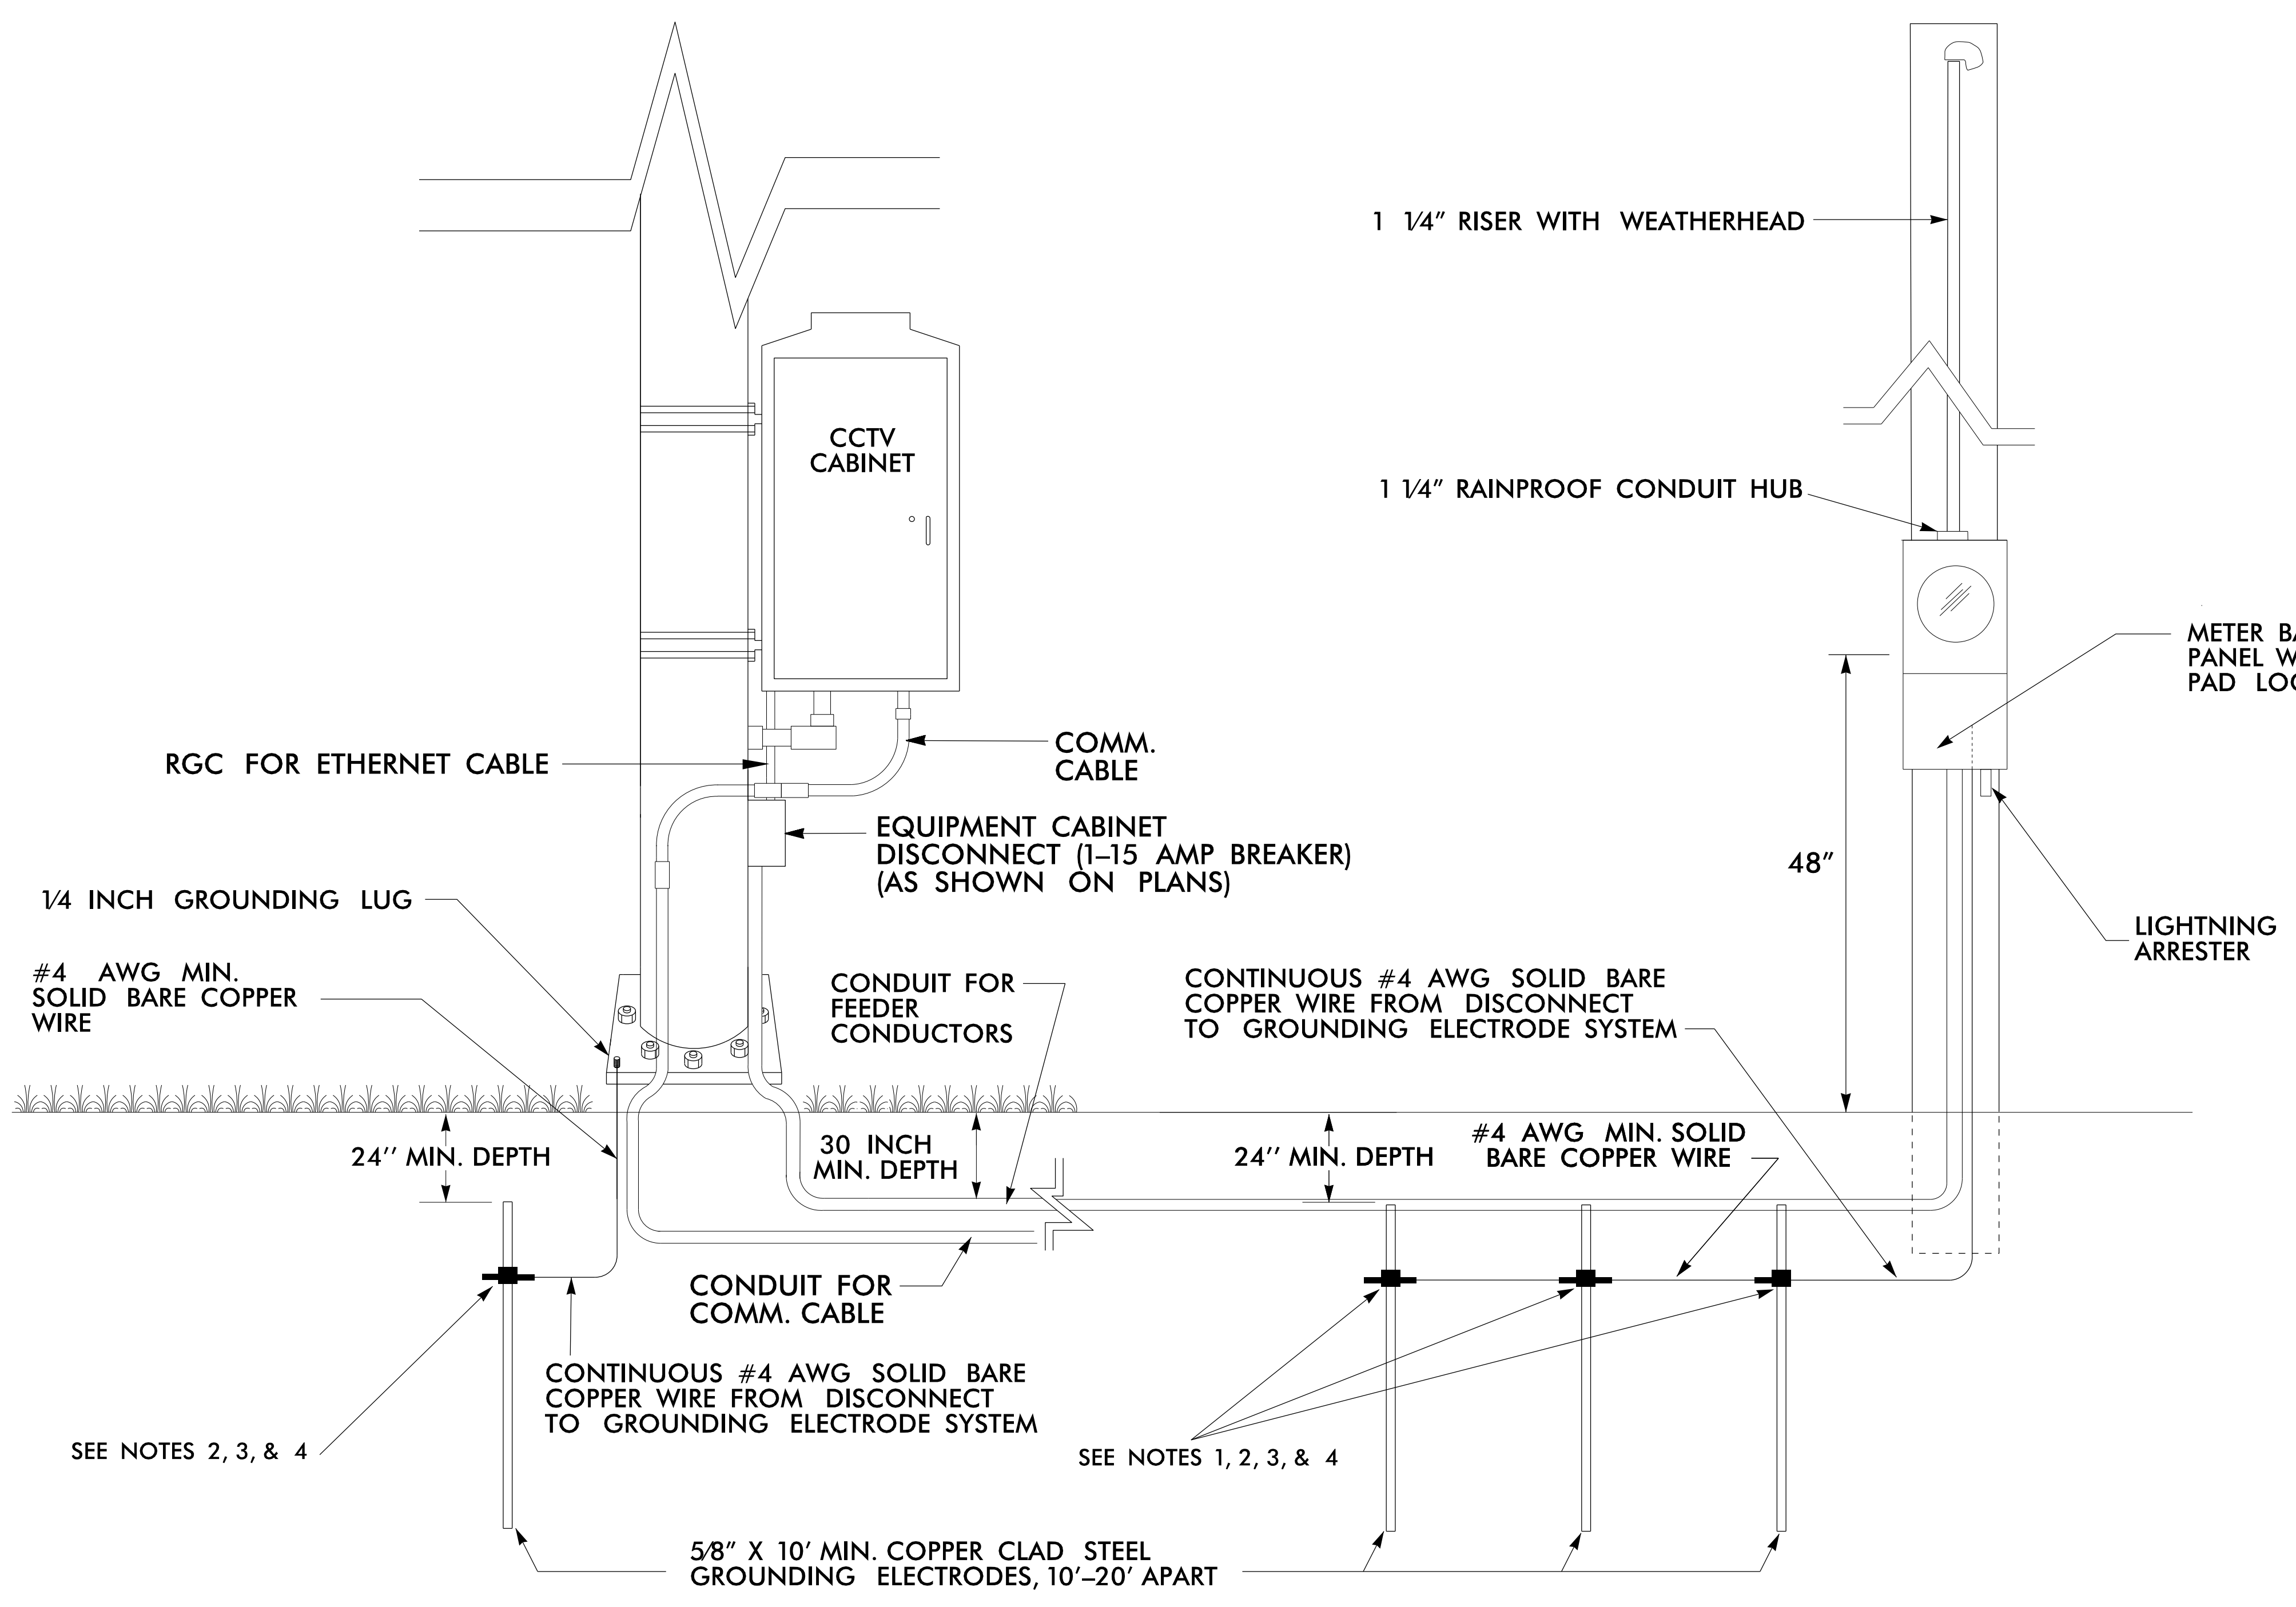 1 1/4" RISER WITH WEATHERHEAD
CCTV
CABINET
1 1/4" RAINPROOF CONDUIT HUB
METER
PANEL
PAD
RGC FOR ETHERNET CABLE
COMM.
CABLE
EQUIPMENT CABINET
DISCONNECT (1–15 AMP BREAKER)
(AS SHOWN ON PLANS)
48"
1/4 INCH GROUNDING LUG
LIGHTNING
ARRESTER
#4 AWG MIN.
SOLID BARE COPPER
WIRE
CONDUIT FOR
FEEDER
CONDUCTORS
CONTINUOUS #4 AWG SOLID BARE
COPPER WIRE FROM DISCONNECT
TO GROUNDING ELECTRODE SYSTEM
24'' MIN. DEPTH
30 INCH
MIN. DEPTH
24'' MIN. DEPTH
#4 AWG MIN. SOLID
BARE COPPER WIRE
CONDUIT FOR
COMM. CABLE
CONTINUOUS #4 AWG SOLID BARE
COPPER WIRE FROM DISCONNECT
TO GROUNDING ELECTRODE SYSTEM
SEE NOTES 2, 3, & 4
SEE NOTES 1, 2, 3, & 4
5/8" X 10' MIN. COPPER CLAD STEEL
GROUNDING ELECTRODES, 10'–20' APART